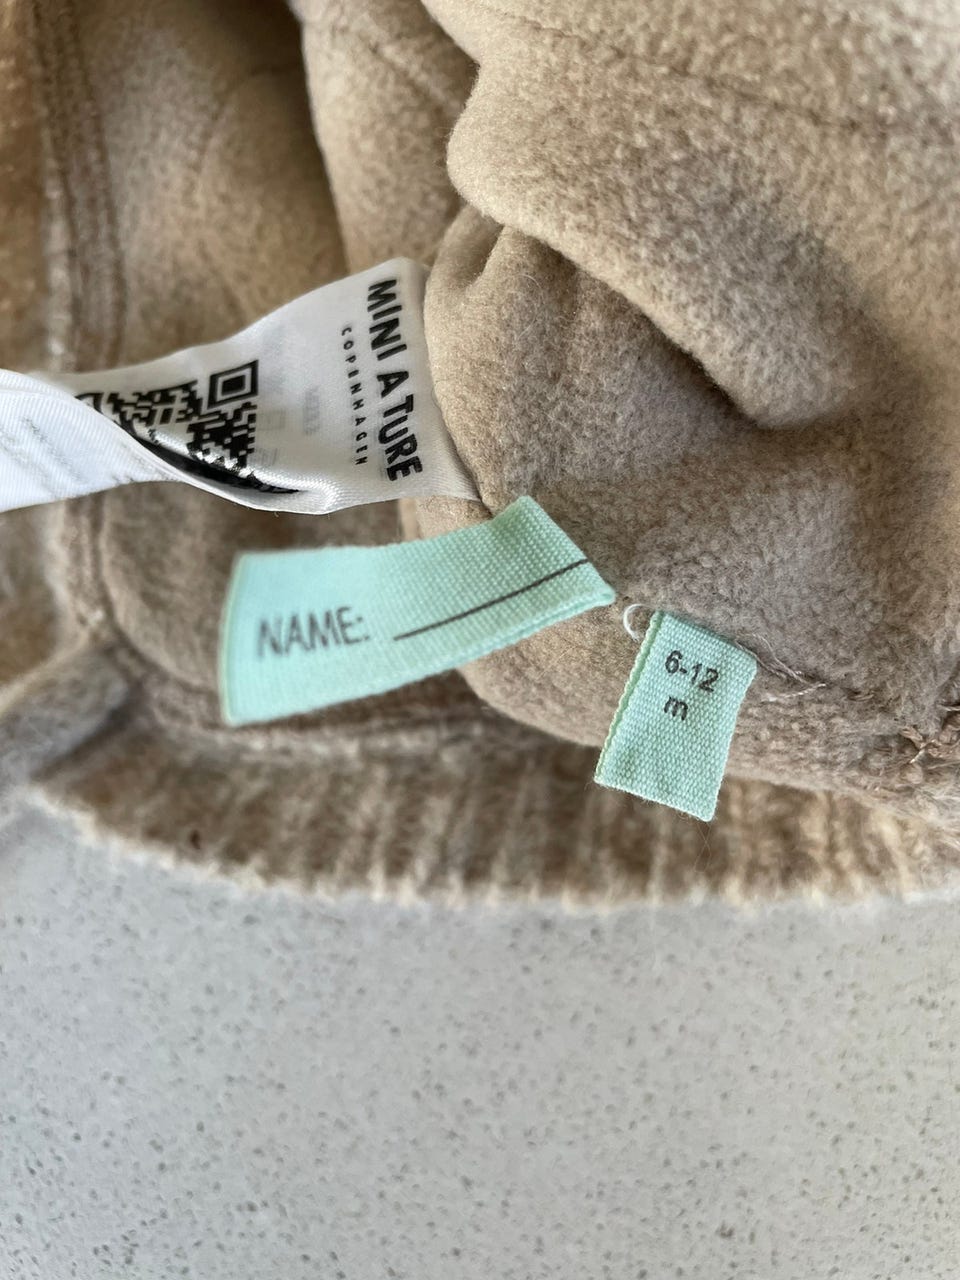 MINI A TURE
COPENHAGEN
NAME:
6-12
m